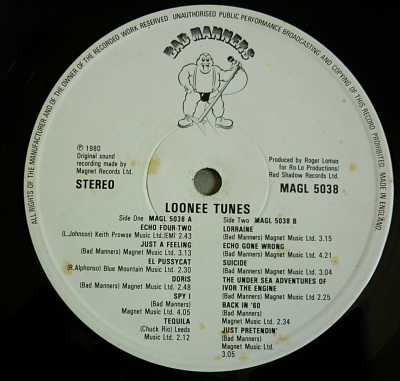 ALL RIGHTS OF THE MANUFACTURER AND OF THE OWNER OF THE RECORDED WORK RESERVED. UNAUTHORISED PUBLIC PERFORMANCE BROADCASTING AND COPYING OF THIS RECORD PROHIBITED. MADE IN ENGLAND.
BAD MANNERS
℗ 1980
Original sound
recording made by
Magnet Records Ltd.
STEREO
Produced by Roger Lomas
for Ro-Lo Productions/
Bad Shadow Records Ltd.
MAGL 5038
LOONEE TUNES
Side One MAGL 5038 A
ECHO FOUR-TWO
(L.Johnson) Keith Prowse Music Ltd./EMI 2.43
JUST A FEELING
(Bad Manners) Magnet Music Ltd. 3.13
EL PUSSYCAT
(R.Alphonso) Blue Mountain Music Ltd. 2.30
DORIS
(Bad Manners) Magnet Music Ltd. 2.48
SPY I
(Bad Manners)
Magnet Music Ltd. 4.05
TEQUILA
(Chuck Rio) Leeds
Music Ltd. 2.12
Side Two MAGL 5038 B
LORRAINE
(Bad Manners) Magnet Music Ltd. 3.15
ECHO GONE WRONG
(Bad Manners) Magnet Music Ltd. 4.21
SUICIDE
(Bad Manners) Magnet Music Ltd. 3.04
THE UNDER SEA ADVENTURES OF
IVOR THE ENGINE
(Bad Manners) Magnet Music Ltd 2.25
BACK IN '60
(Bad Manners)
Magnet Music Ltd. 2.34
JUST PRETENDIN'
(Bad Manners)
Magnet Music Ltd.
3.05